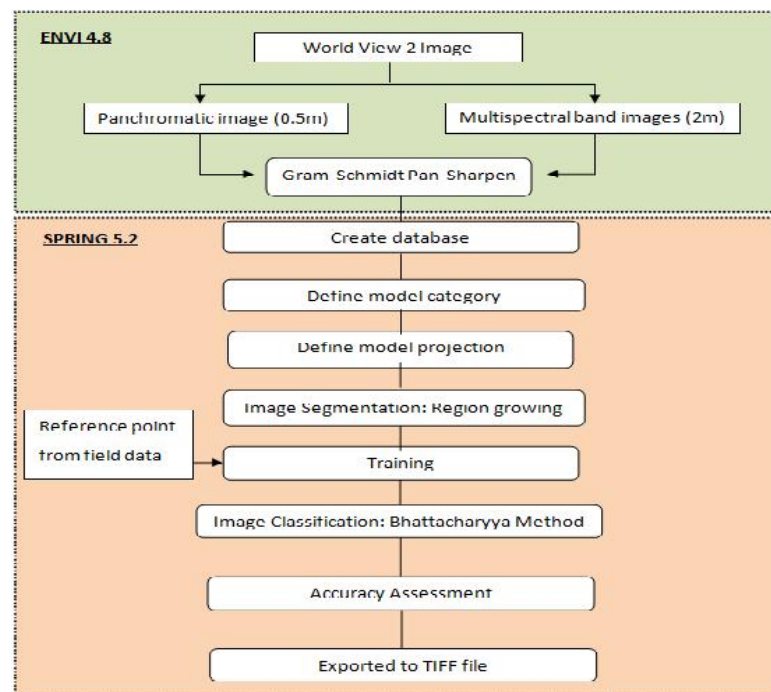 ENVI 4.8
World View 2 Image
Panchromatic image (0.5m)
Multispectral band images (2m)
Gram-Schmidt Pan-Sharpen
SPRING 5.2
Create database
Define model category
Define model projection
Image Segmentation: Region growing
Reference point
from field data
Training
Image Classification: Bhattacharyya Method
Accuracy Assessment
Exported to TIFF file